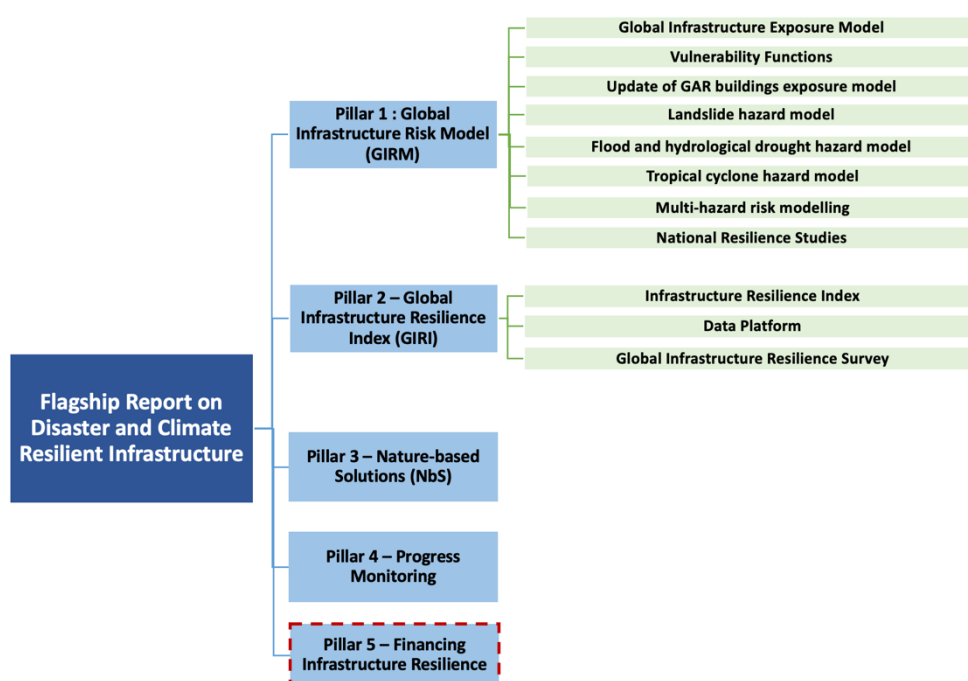 Flagship Report on
Disaster and Climate
Resilient Infrastructure
Pillar 1 : Global
Infrastructure Risk Model
(GIRM)
Global Infrastructure Exposure Model
Vulnerability Functions
Update of GAR buildings exposure model
Landslide hazard model
Flood and hydrological drought hazard model
Tropical cyclone hazard model
Multi-hazard risk modelling
National Resilience Studies
Pillar 2 – Global
Infrastructure Resilience
Index (GIRI)
Infrastructure Resilience Index
Data Platform
Global Infrastructure Resilience Survey
Pillar 3 – Nature-based
Solutions (NbS)
Pillar 4 – Progress
Monitoring
Pillar 5 – Financing
Infrastructure Resilience